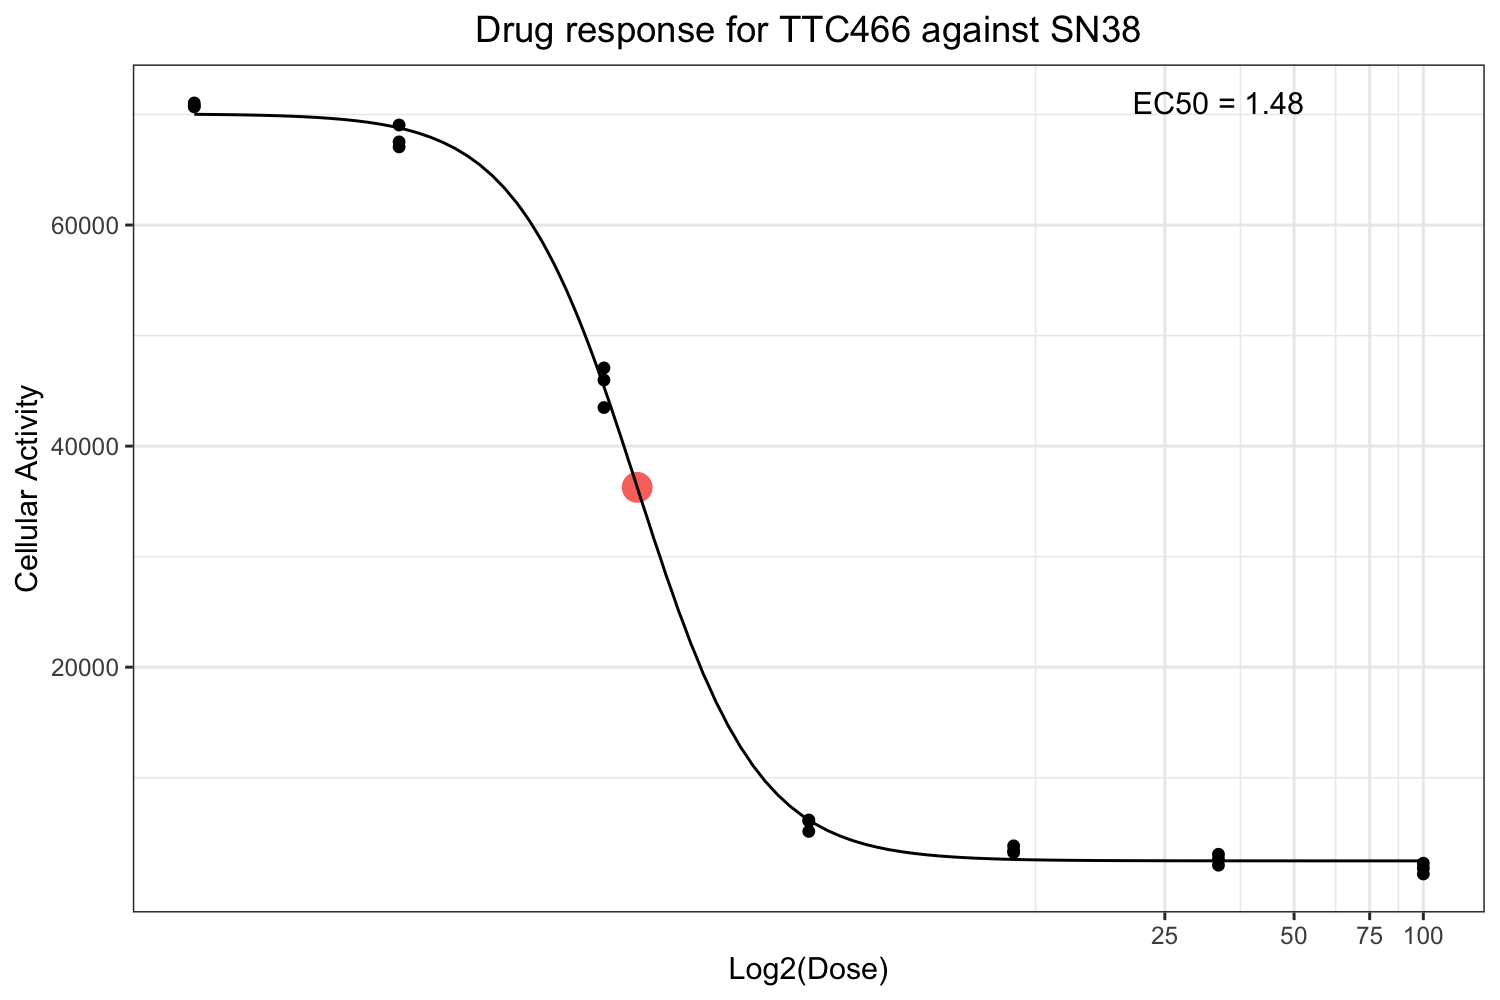 Drug response for TTC466 against SN38
EC50 = 1.48
60000
40000
20000
Cellular Activity
25 50 75 100
Log2(Dose)